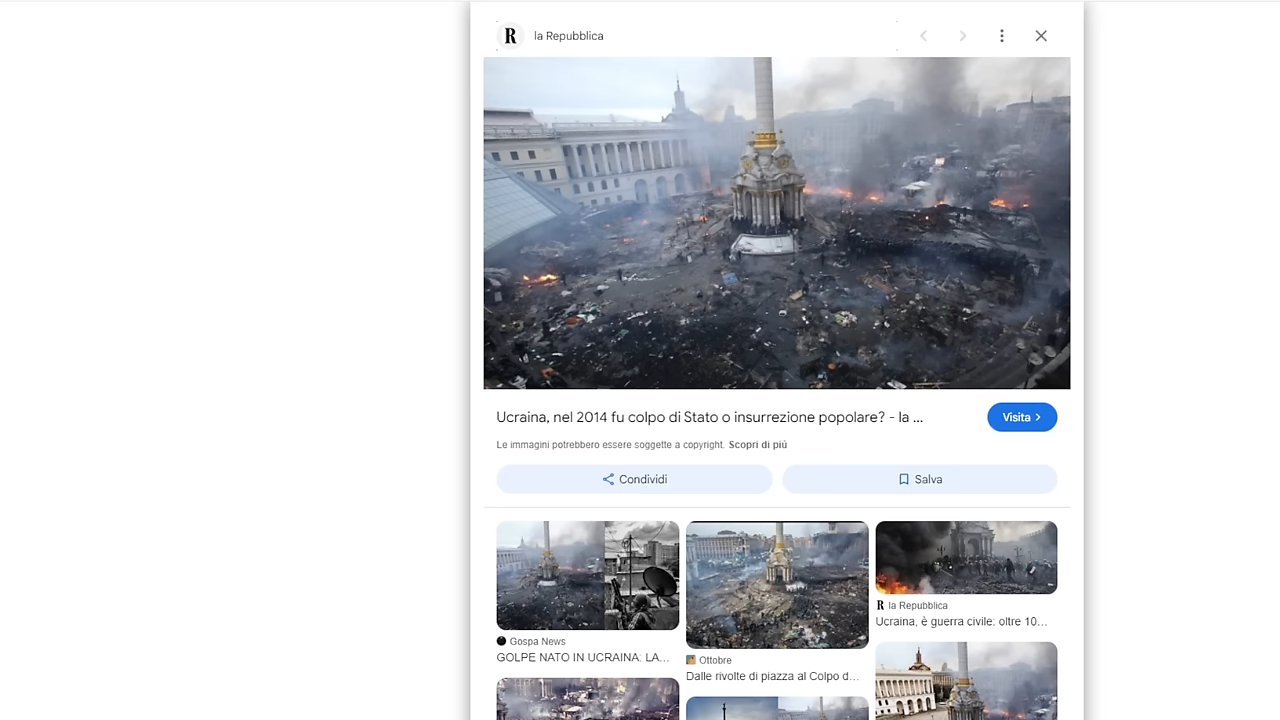 R la Repubblica
Ucraina, nel 2014 fu colpo di Stato o insurrezione popolare? - la ...
Visita
Le immagini potrebbero essere soggette a copyright. Scopri di più
Condividi
Salva
Gospa News
GOLPE NATO IN UCRAINA: LA...
Ottobre
Dalle rivolte di piazza al Colpo d...
R la Repubblica
Ucraina, è guerra civile: oltre 10...